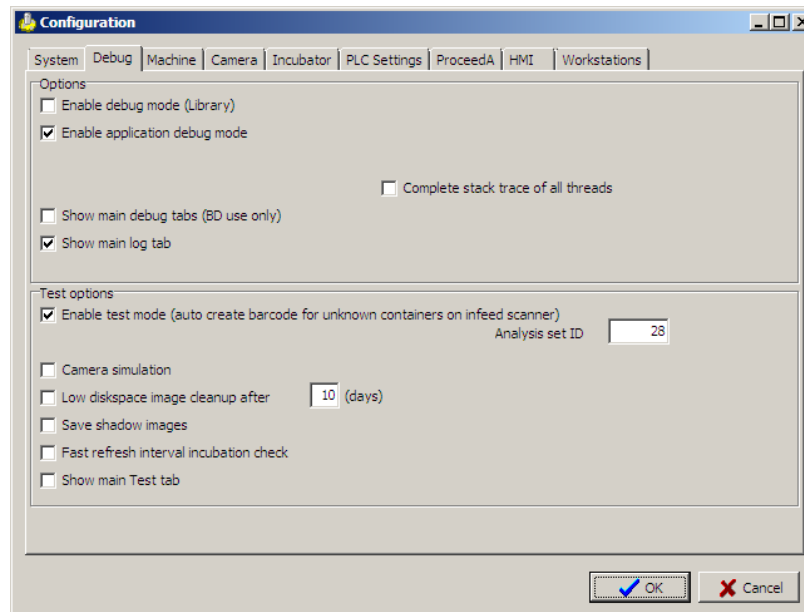 Configuration
System Debug Machine Camera Incubator PLC Settings ProceedA HMI Workstations
Options
Enable debug mode (Library)
Enable application debug mode
Complete stack trace of all threads
Show main debug tabs (BD use only)
Show main log tab
Test options
Enable test mode (auto create barcode for unknown containers on infeed scanner)
Analysis set ID 28
Camera simulation
Low diskspace image cleanup after 10 (days)
Save shadow images
Fast refresh interval incubation check
Show main Test tab
OK Cancel